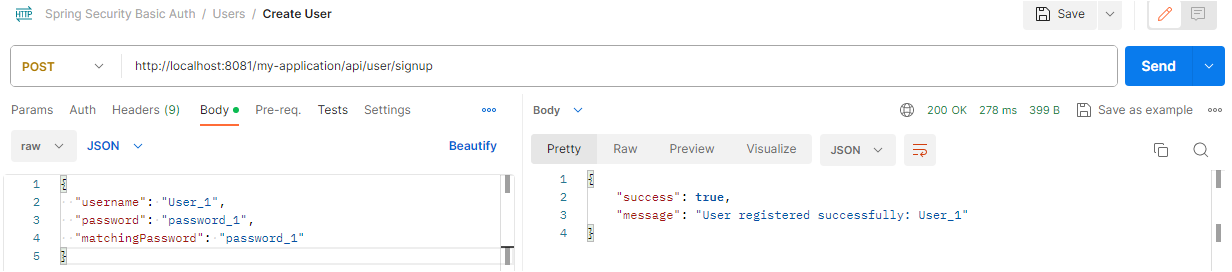 HTTP Spring Security Basic Auth / Users / Create User Save
POST http://localhost:8081/my-application/api/user/signup Send
Params Auth Headers (9) Body Pre-req. Tests Settings
Body 200 OK 278 ms 399 B Save as example
raw JSON Beautify
Pretty Raw Preview Visualize JSON
1 {
2 "username": "User_1",
3 "password": "password_1",
4 "matchingPassword": "password_1"
5 }
1 {
2 "success": true,
3 "message": "User registered successfully: User_1"
4 }